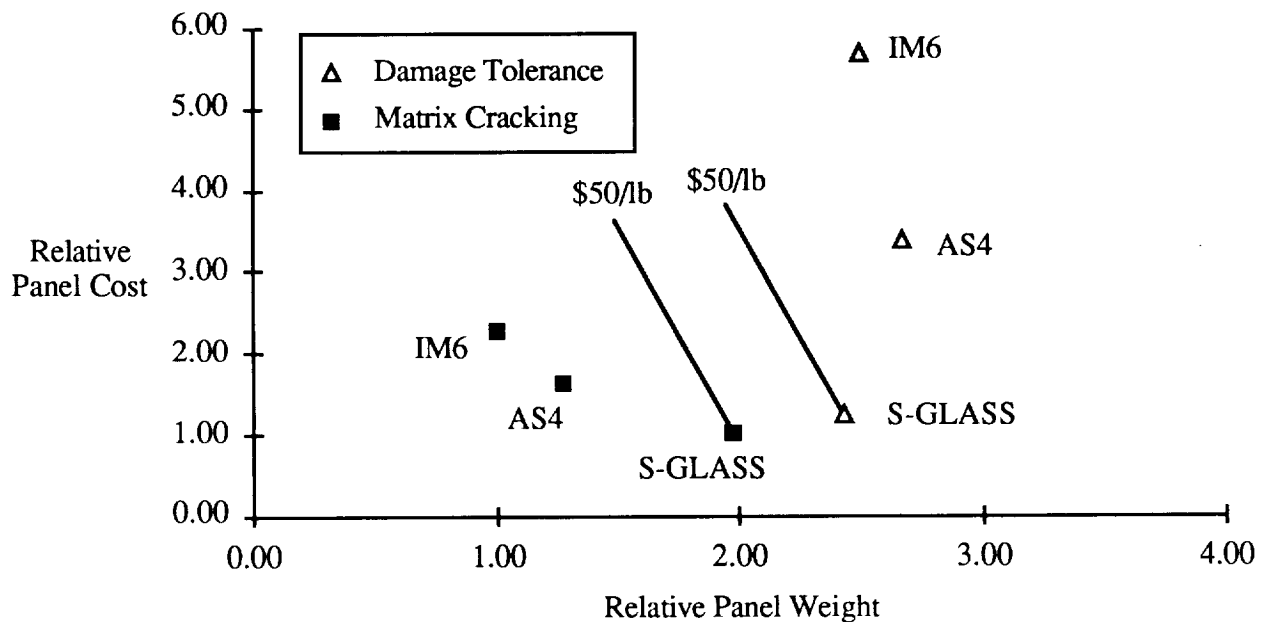 6.00
5.00
4.00
3.00
2.00
1.00
0.00
Relative
Panel Cost
Damage Tolerance
Matrix Cracking
IM6
$50/lb
$50/lb
AS4
IM6
AS4
S-GLASS
S-GLASS
0.00
1.00
2.00
3.00
4.00
Relative Panel Weight